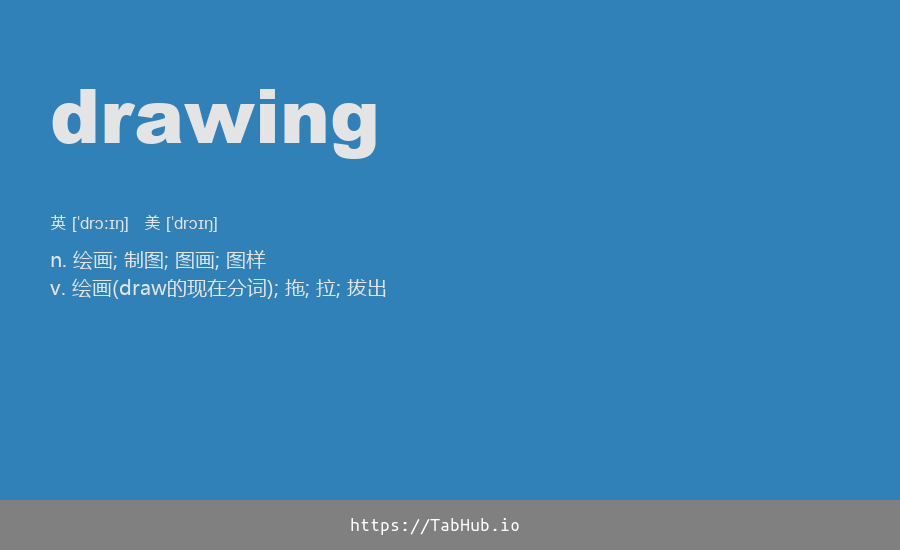 drawing
英 [ˈdrɔːɪŋ] 美 [ˈdrɔɪŋ]
n. 绘画; 制图; 图画; 图样
v. 绘画(draw的现在分词); 拖; 拉; 拔出
https://TabHub.io